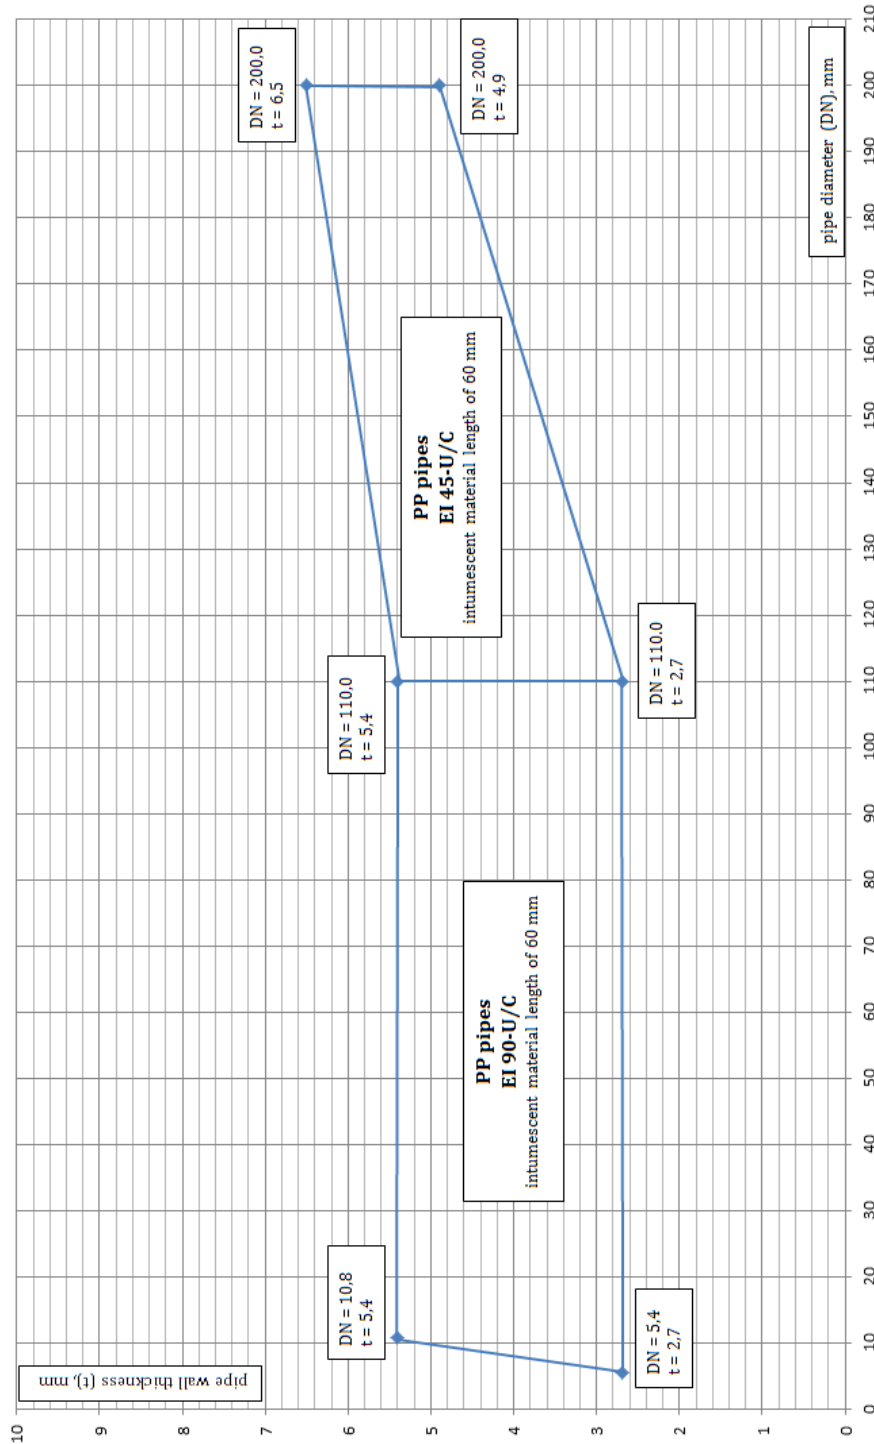 pipe wall thickness (t), mm
10
9
8
7
6
5
4
3
2
1
0
DN = 10,8
t = 5,4
DN = 5,4
t = 2,7
PP pipes
EI 90-U/C
intumescent material length of 60 mm
DN = 110,0
t = 5,4
DN = 110.0
t = 2,7
PP pipes
EI 45-U/C
intumescent material length of 60 mm
DN = 200,0
t = 6,5
DN = 200,0
t = 4,9
pipe diameter (DN), mm
0
10
20
30
40
50
60
70
80
90
100
110
120
130
140
150
160
170
180
190
200
210